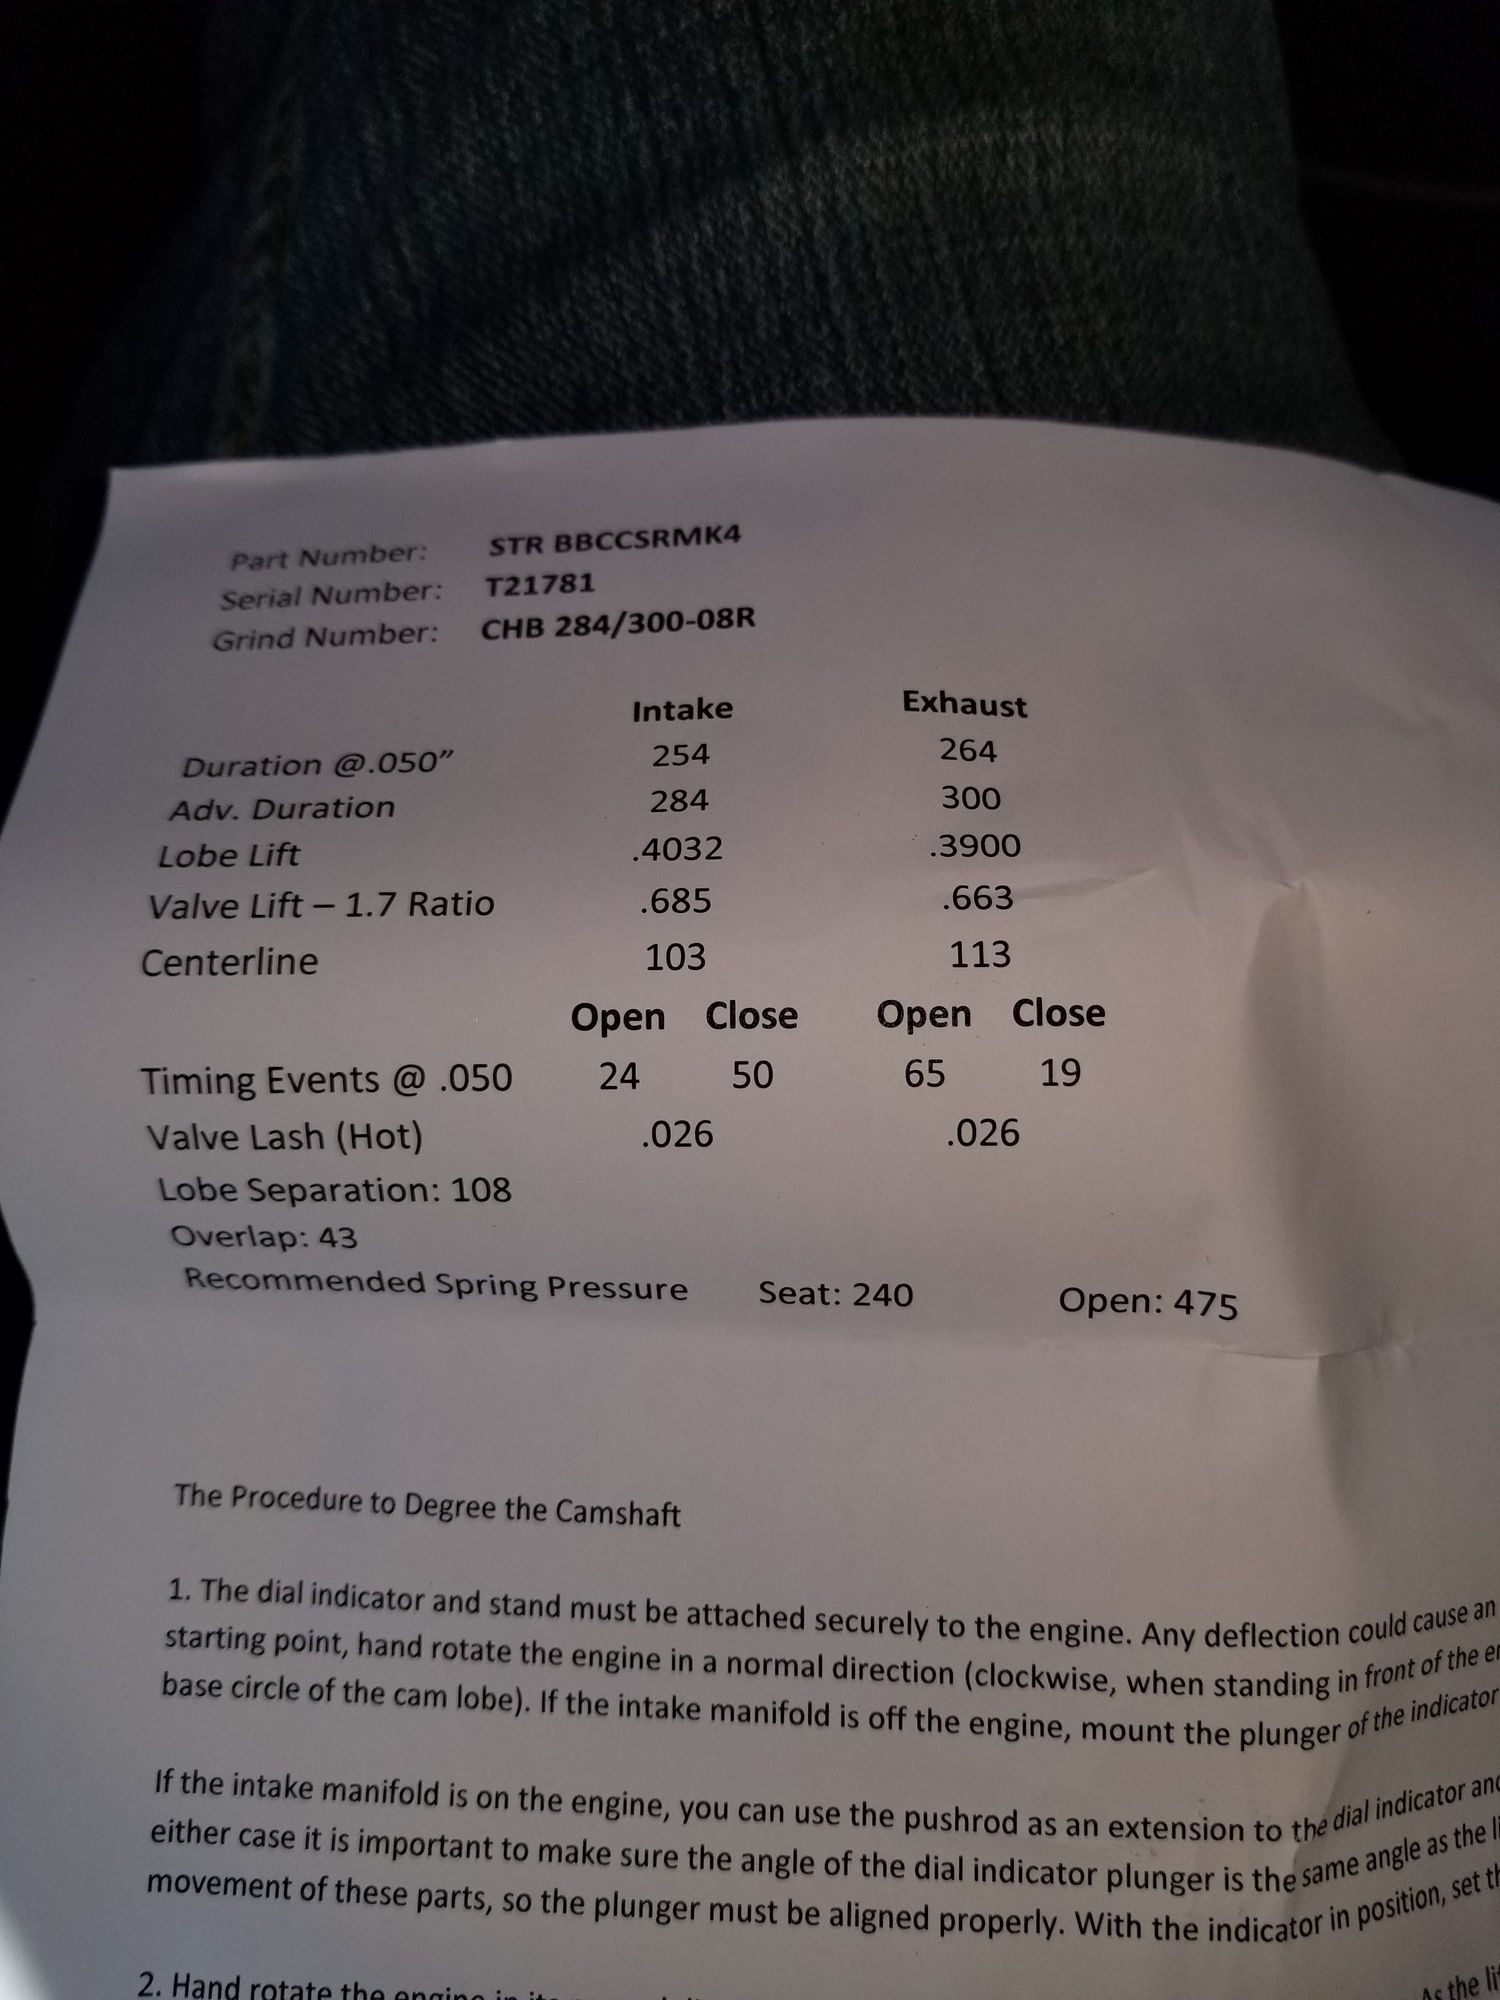 Part Number: STR BBCCSRMK4
Serial Number: T21781
Grind Number: CHB 284/300-08R
Intake Exhaust
Duration @.050” 254 264
Adv. Duration 284 300
Lobe Lift .4032 .3900
Valve Lift – 1.7 Ratio .685 .663
Centerline 103 113
Open Close Open Close
Timing Events @ .050 24 50 65 19
Valve Lash (Hot) .026 .026
Lobe Separation: 108
Overlap: 43
Recommended Spring Pressure Seat: 240 Open: 475
The Procedure to Degree the Camshaft
1. The dial indicator and stand must be attached securely to the engine. Any deflection could cause an
starting point, hand rotate the engine in a normal direction (clockwise, when standing in front of the
base circle of the cam lobe). If the intake manifold is off the engine, mount the plunger of the indicator
If the intake manifold is on the engine, you can use the pushrod as an extension to the dial indicator and
either case it is important to make sure the angle of the dial indicator plunger is the same angle as the
movement of these parts, so the plunger must be aligned properly. With the indicator in position, set
2. Hand rotate the engine in As the